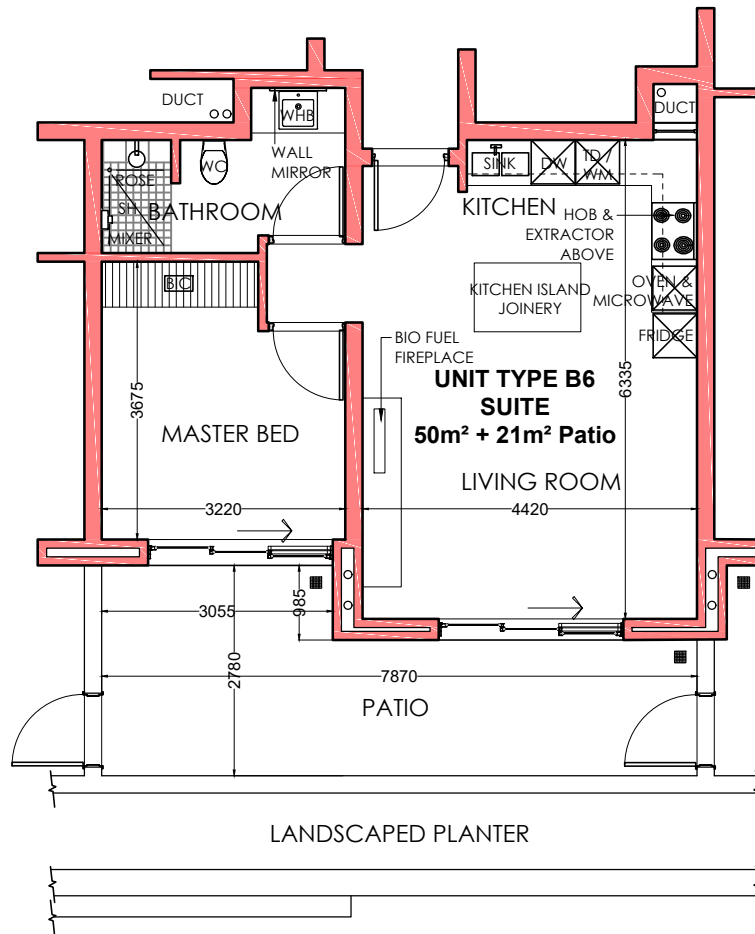 DUCT
WHB
DUCT
WALL
MIRROR
WC
ROSE
SH
MIXER
BATHROOM
SINK
DW
TD /
WM
KITCHEN
HOB &
EXTRACTOR
ABOVE
KITCHEN ISLAND
JOINERY
OVEN &
MICROWAVE
FRIDGE
BIC
BIO FUEL
FIREPLACE
UNIT TYPE B6
SUITE
50m² + 21m² Patio
3675
6335
MASTER BED
LIVING ROOM
3220
4420
3055
985
2780
7870
PATIO
LANDSCAPED PLANTER